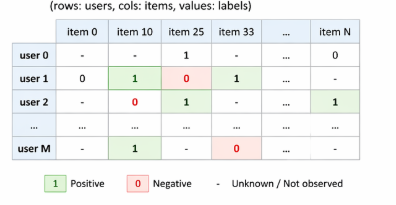 (rows: users, cols: items, values: labels)
item 0 item 10 item 25 item 33 ... item N
user 0 - - 1 - ... 0
user 1 0 1 0 1 ... -
user 2 - 0 1 - ... 1
... ... ... ... ... ...
user M - 1 - 0 ... -
1 Positive 0 Negative - Unknown / Not observed